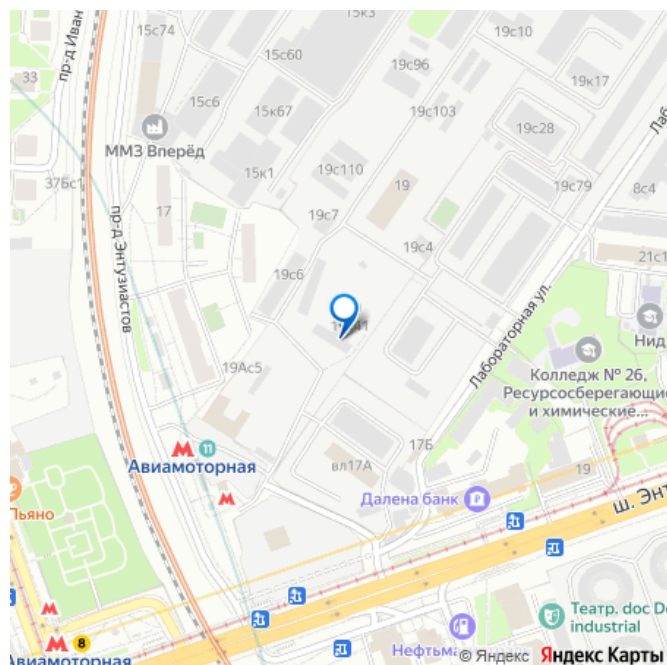 15с74
15к3
19с10
33
пр-д Иван
15с60
19с96
19к17
15с6
15к67
19с103
19с28
ММЗ Вперёд
15к1
19с110
37Бс1
17
19
19с79
8с4
19с7
19с4
21с1
пр-д Энтузиастов
19с6
Лабораторная ул.
Нид
19Ас5
Колледж № 26,
Ресурсосберегающие
и химические...
11
Авиамоторная
17Б
вл17А
19
Пьяно
Далена банк
ш. Энт
Театр. doc De
industrial
8
Нефтьма
Авиамоторная
© Яндекс Яндекс Карты